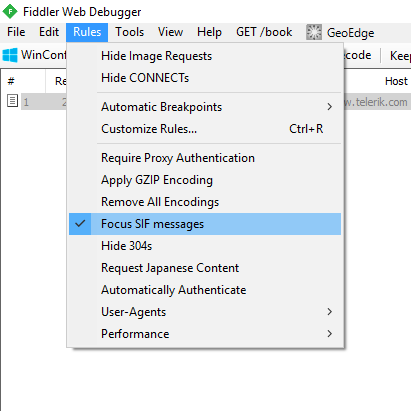 Fiddler Web Debugger
File Edit Rules Tools View Help GET /book GeoEdge
WinConf
Hide Image Requests
Hide CONNECTs
Automatic Breakpoints
Customize Rules... Ctrl+R
Require Proxy Authentication
Apply GZIP Encoding
Remove All Encodings
Focus SIF messages
Hide 304s
Request Japanese Content
Automatically Authenticate
User-Agents
Performance
code Keep
# Re Host
1 2 w.telerik.com